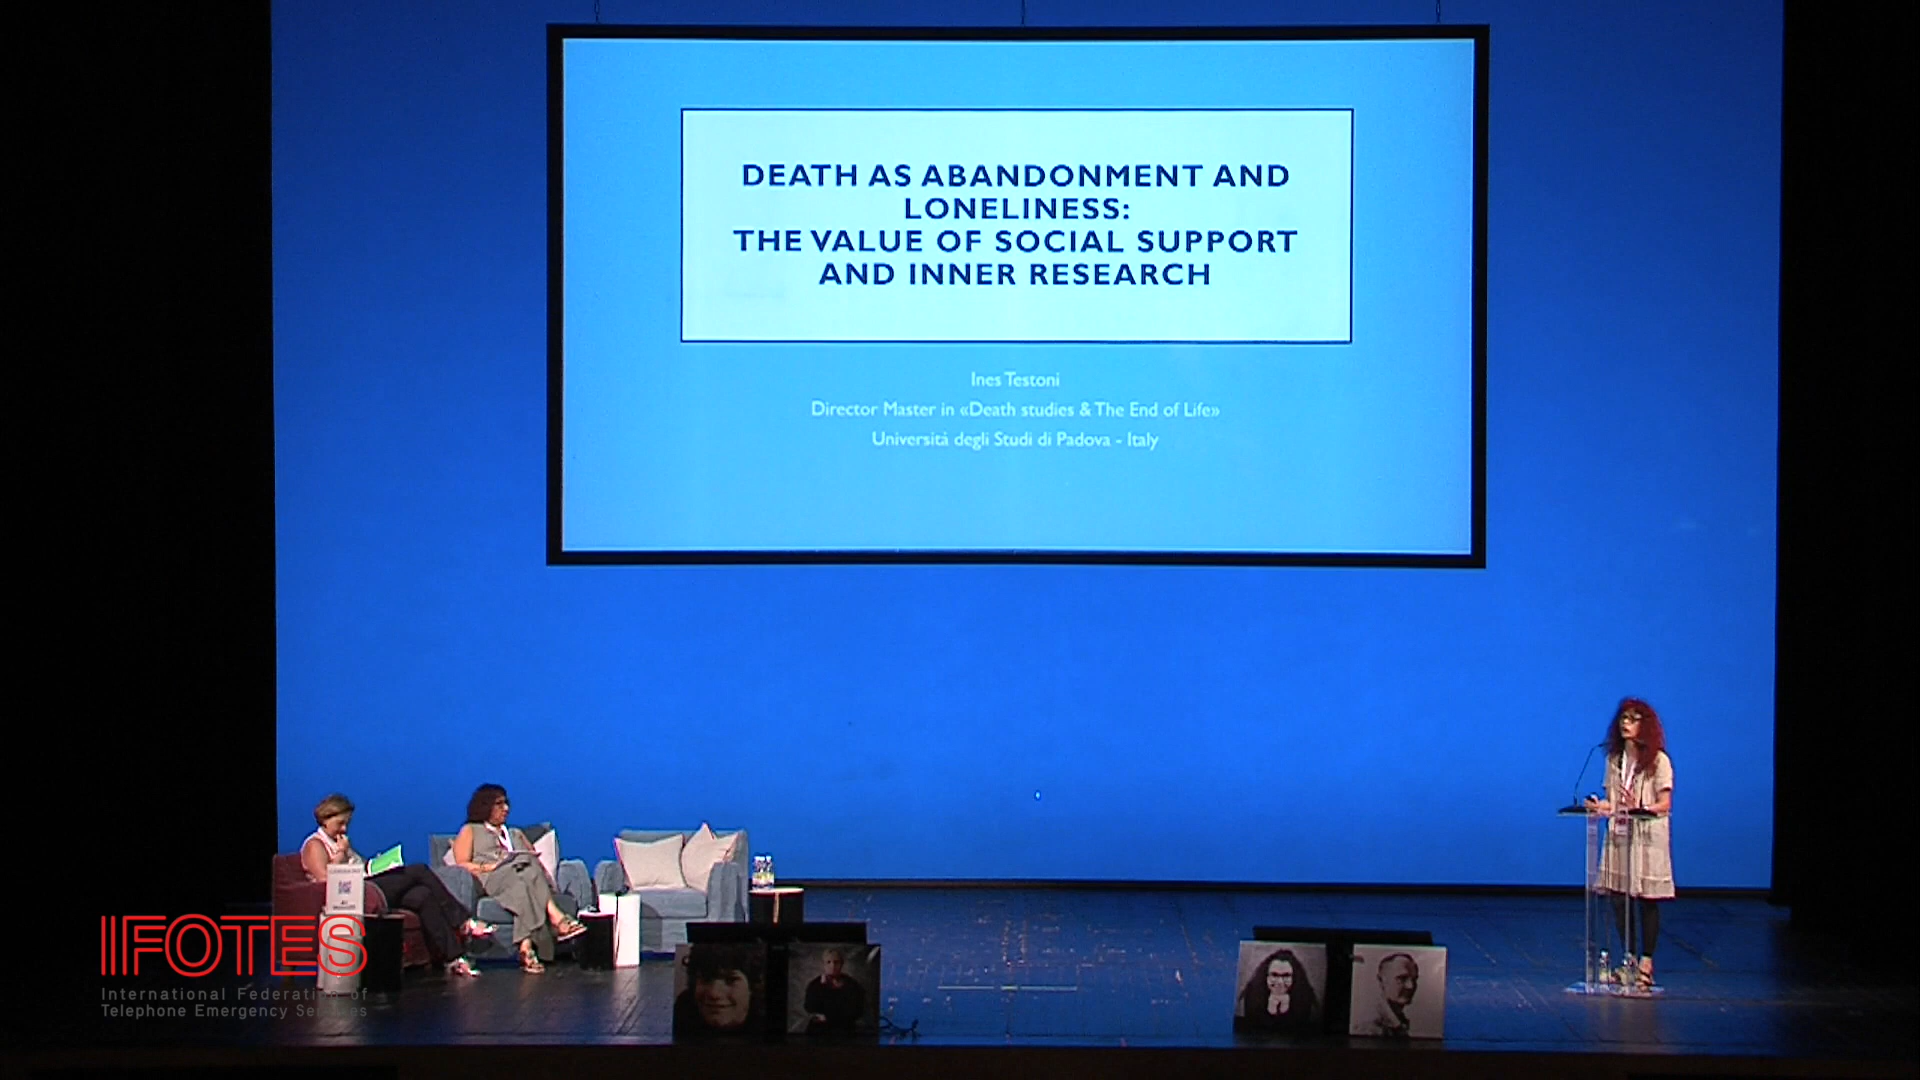 DEATH AS ABANDONMENT AND
LONELINESS:
THE VALUE OF SOCIAL SUPPORT
AND INNER RESEARCH
Ines Testoni
Director Master in «Death studies & The End of Life»
Università degli Studi di Padova - Italy
IFOTES
International Federation of
Telephone Emergency Services